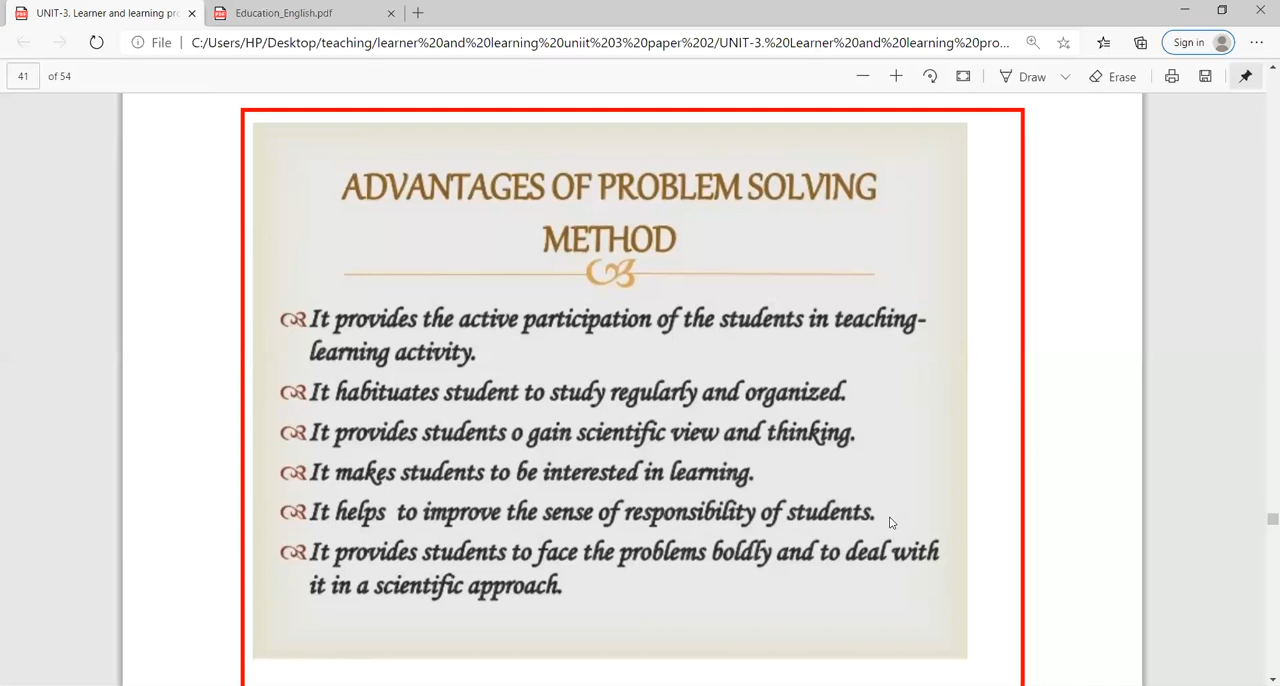 UNIT-3. Learner and learning pro
Education_English.pdf
File
C:/Users/HP/Desktop/teaching/learner%20and%20learning%20uniit%203%20paper%202/UNIT-3.%20Learner%20and%20learning%20pro...
Sign in
41 of 54
Draw
Erase
ADVANTAGES OF PROBLEM SOLVING
METHOD
It provides the active participation of the students in teaching-
learning activity.
It habituates student to study regularly and organized.
It provides students o gain scientific view and thinking.
It makes students to be interested in learning.
It helps to improve the sense of responsibility of students.
It provides students to face the problems boldly and to deal with
it in a scientific approach.